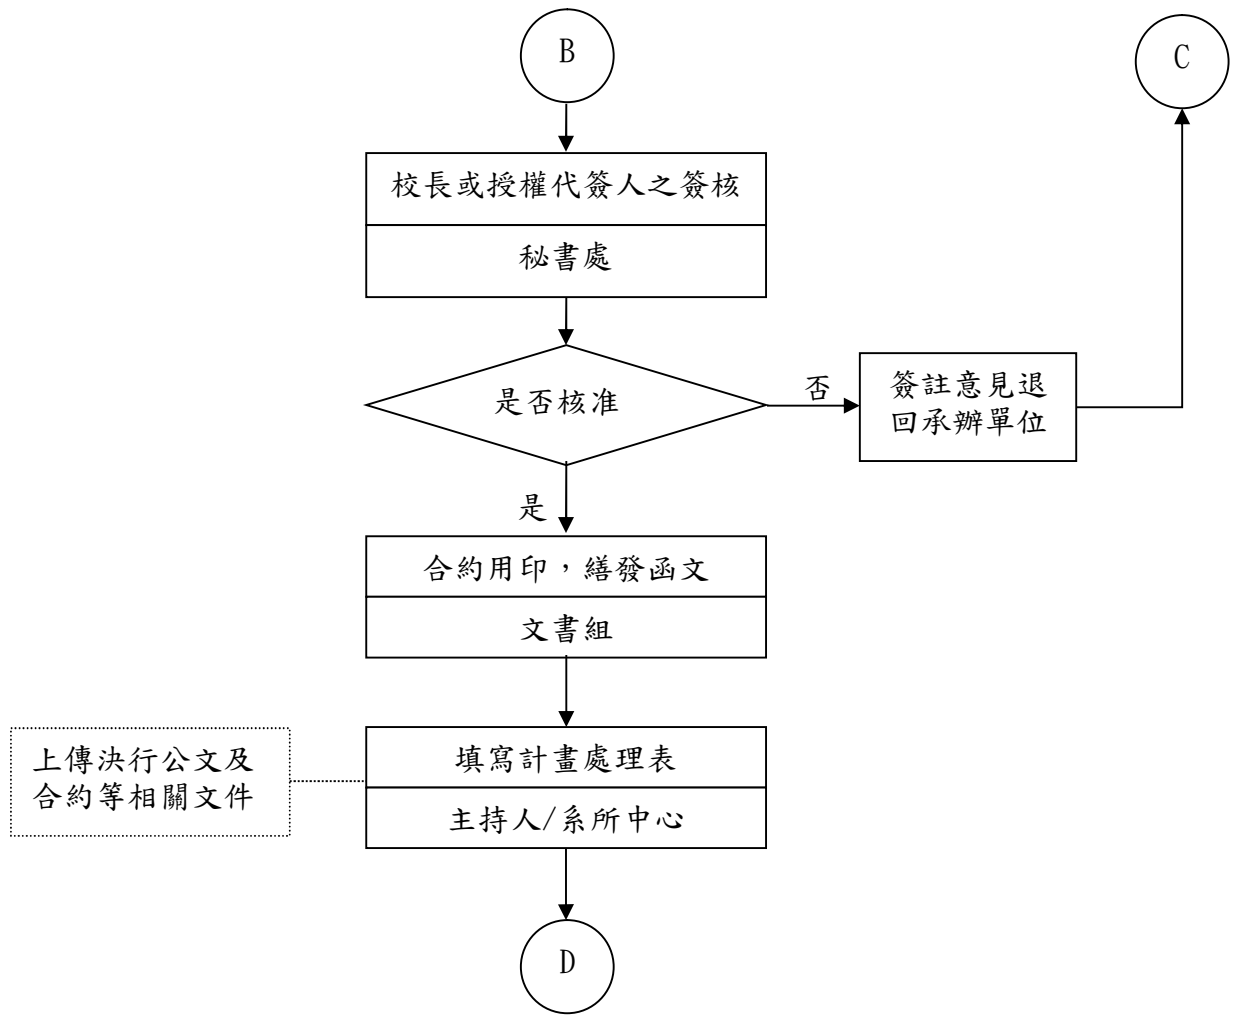 B
C
校長或授權代簽人之簽核
秘書處
是否核准
否
簽註意見退
回承辦單位
是
合約用印，繕發函文
文書組
上傳決行公文及
合約等相關文件
填寫計畫處理表
主持人/系所中心
D